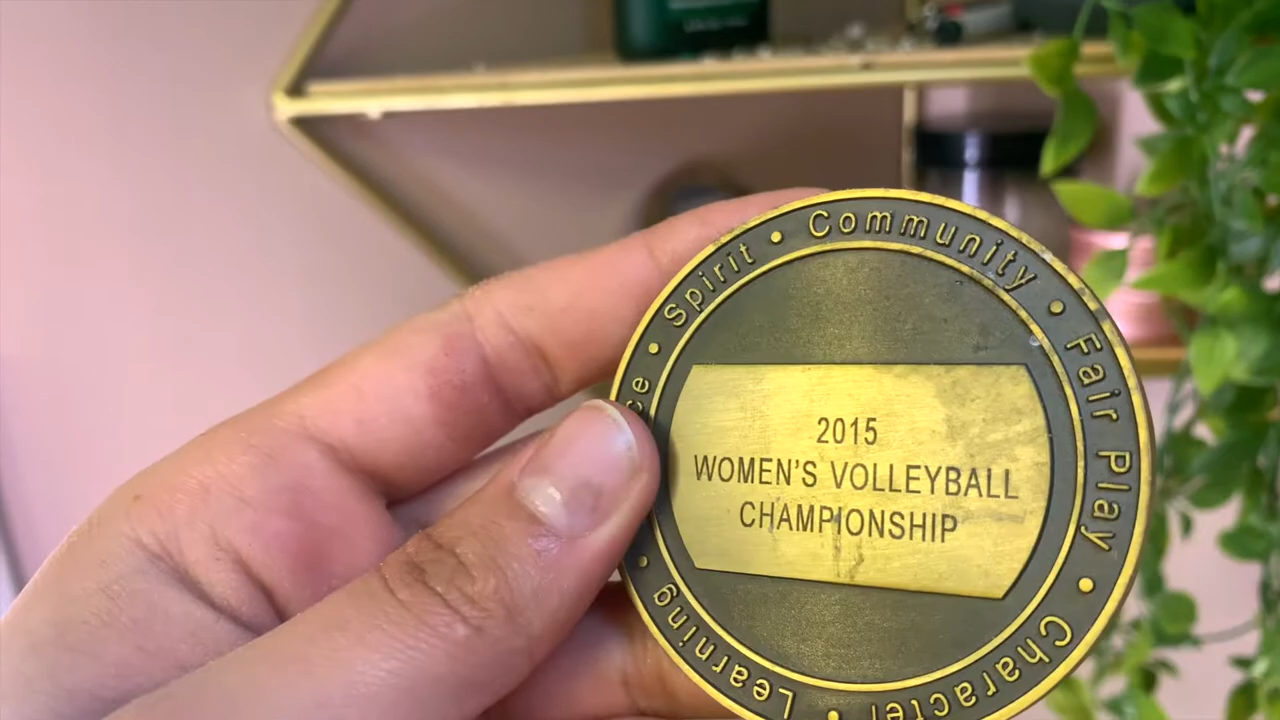 Spirit • Community • Fair Play • Character • Learning
2015
WOMEN'S VOLLEYBALL
CHAMPIONSHIP